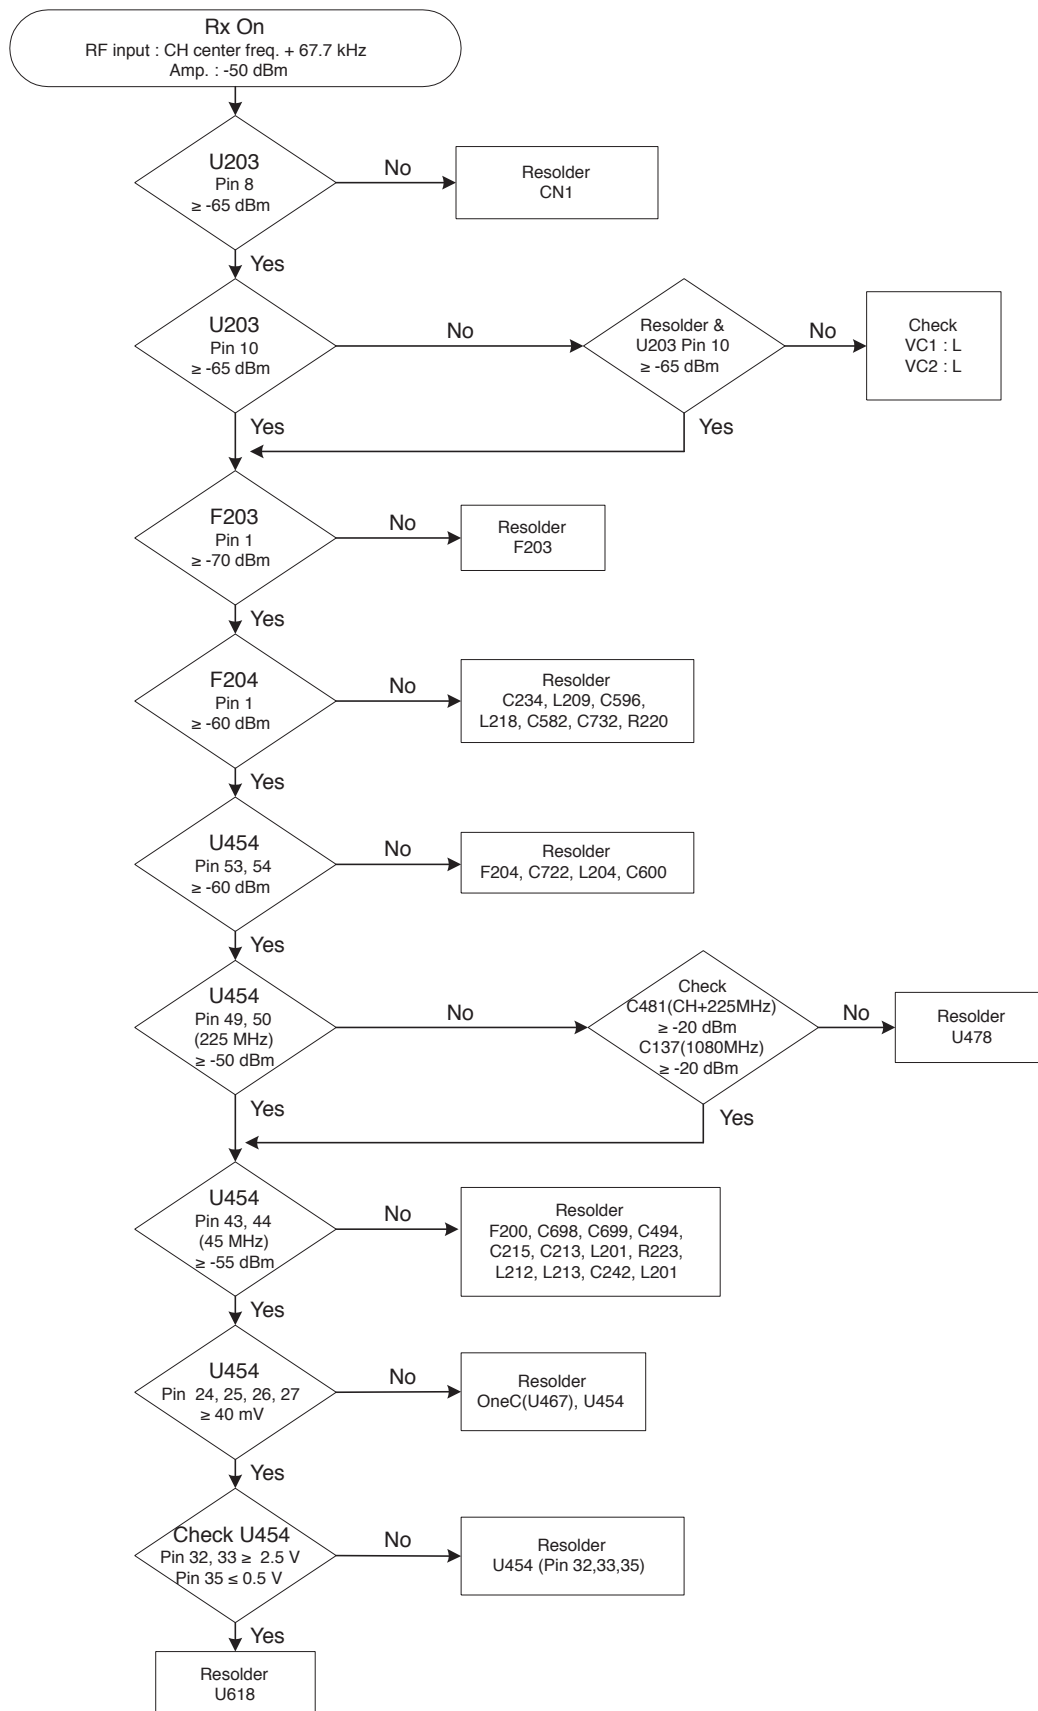 Rx On
RF input : CH center freq. + 67.7 kHz
Amp. : -50 dBm
U203
Pin 8
≥ -65 dBm
No
Resolder
CN1
Yes
U203
Pin 10
≥ -65 dBm
No
Resolder &
U203 Pin 10
≥ -65 dBm
No
Check
VC1 : L
VC2 : L
Yes
Yes
F203
Pin 1
≥ -70 dBm
No
Resolder
F203
Yes
F204
Pin 1
≥ -60 dBm
No
Resolder
C234, L209, C596,
L218, C582, C732, R220
Yes
U454
Pin 53, 54
≥ -60 dBm
No
Resolder
F204, C722, L204, C600
Yes
U454
Pin 49, 50
(225 MHz)
≥ -50 dBm
No
Check
C481(CH+225MHz)
≥ -20 dBm
C137(1080MHz)
≥ -20 dBm
No
Resolder
U478
Yes
Yes
U454
Pin 43, 44
(45 MHz)
≥ -55 dBm
No
Resolder
F200, C698, C699, C494,
C215, C213, L201, R223,
L212, L213, C242, L201
Yes
U454
Pin 24, 25, 26, 27
≥ 40 mV
No
Resolder
OneC(U467), U454
Yes
Check U454
Pin 32, 33 ≥ 2.5 V
Pin 35 ≤ 0.5 V
No
Resolder
U454 (Pin 32,33,35)
Yes
Resolder
U618